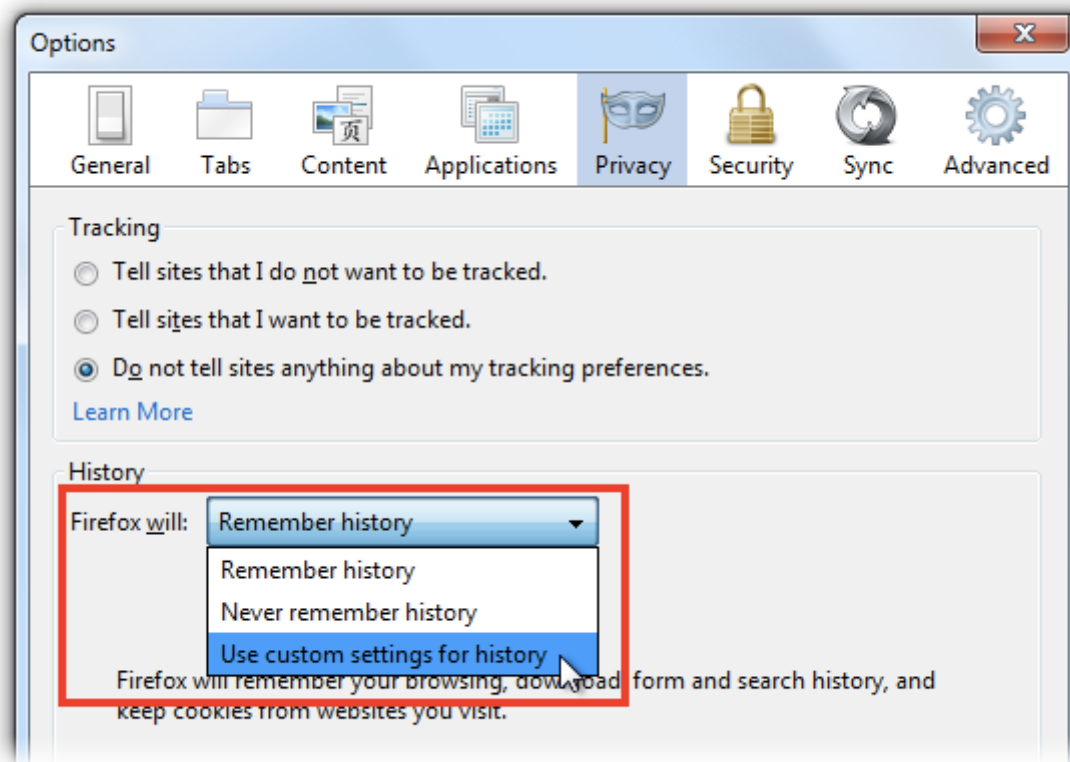 Options
x
页
General Tabs Content Applications Privacy Security Sync Advanced
Tracking
Tell sites that I do not want to be tracked.
Tell sites that I want to be tracked.
Do not tell sites anything about my tracking preferences.
Learn More
History
Firefox will: Remember history
Remember history
Never remember history
Use custom settings for history
Firefox will remember your browsing, download, form and search history, and
keep cookies from websites you visit.